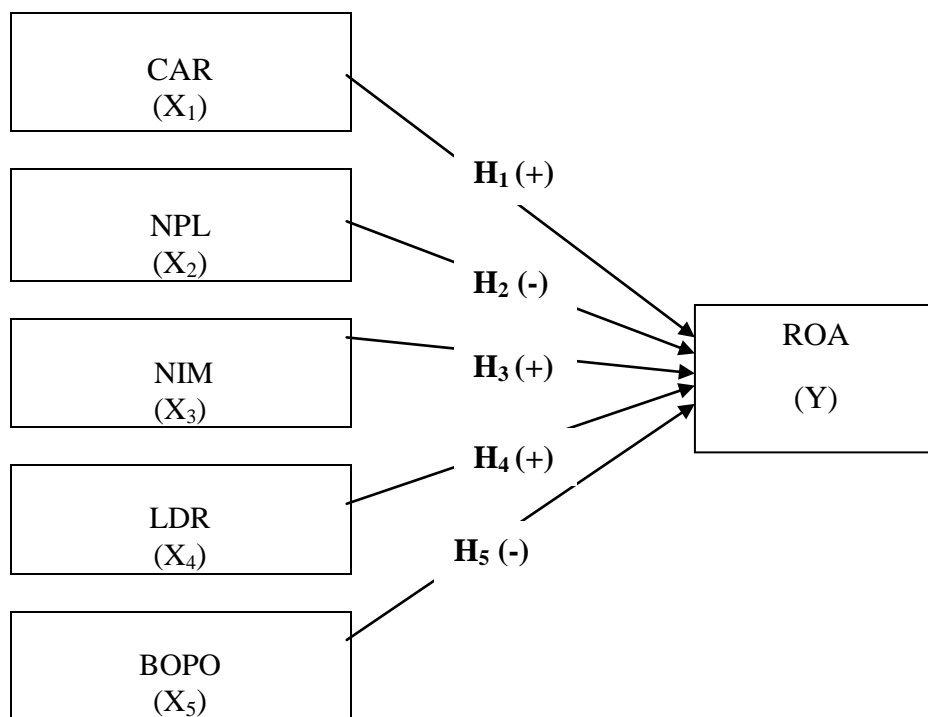 CAR
(X₁)
H₁ (+)
NPL
(X₂)
H₂ (-)
NIM
(X₃)
H₃ (+)
ROA
(Y)
LDR
(X₄)
H₄ (+)
BOPO
(X₅)
H₅ (-)